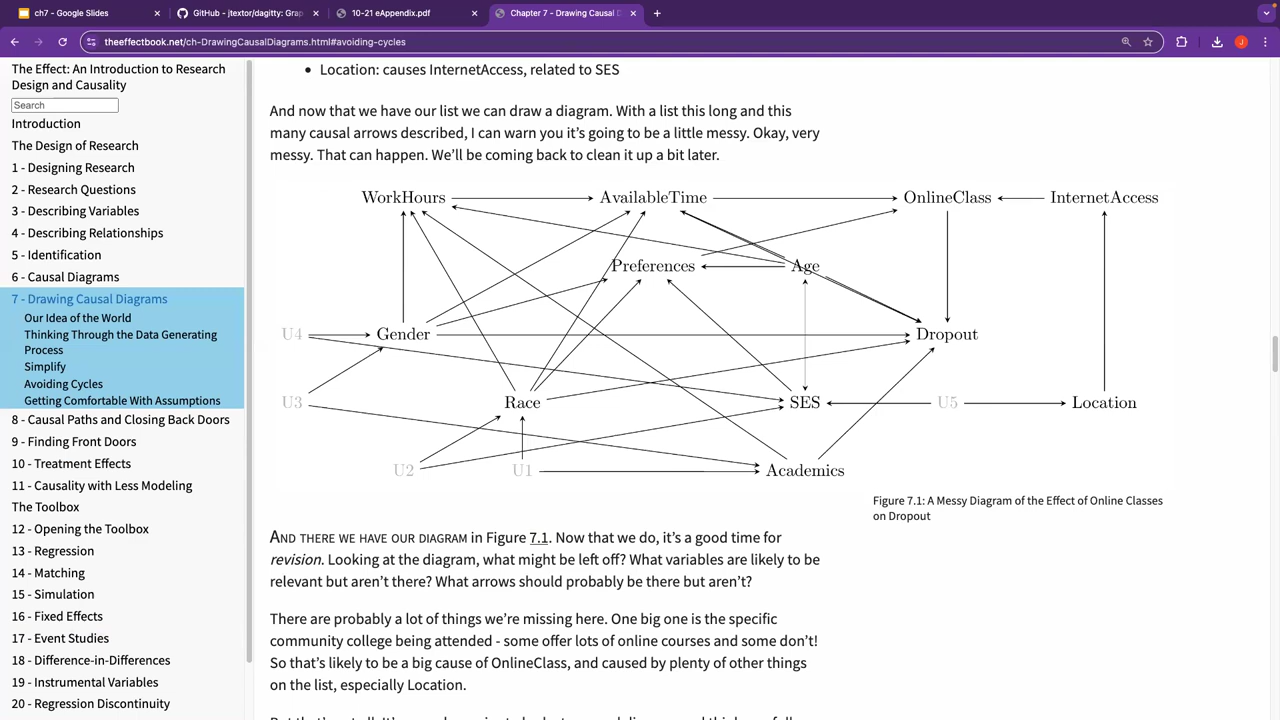 ch7 - Google Slides
GitHub - jtextor/dagitty: Grap
10-21 eAppendix.pdf
Chapter 7 - Drawing Causal D
theeffectbook.net/ch-DrawingCausalDiagrams.html#avoiding-cycles
J
The Effect: An Introduction to Research
Design and Causality
Search
Introduction
The Design of Research
1 - Designing Research
2 - Research Questions
3 - Describing Variables
4 - Describing Relationships
5 - Identification
6 - Causal Diagrams
7 - Drawing Causal Diagrams
Our Idea of the World
Thinking Through the Data Generating
Process
Simplify
Avoiding Cycles
Getting Comfortable With Assumptions
8 - Causal Paths and Closing Back Doors
9 - Finding Front Doors
10 - Treatment Effects
11 - Causality with Less Modeling
The Toolbox
12 - Opening the Toolbox
13 - Regression
14 - Matching
15 - Simulation
16 - Fixed Effects
17 - Event Studies
18 - Difference-in-Differences
19 - Instrumental Variables
20 - Regression Discontinuity
• Location: causes InternetAccess, related to SES
And now that we have our list we can draw a diagram. With a list this long and this
many causal arrows described, I can warn you it's going to be a little messy. Okay, very
messy. That can happen. We'll be coming back to clean it up a bit later.
WorkHours AvailableTime OnlineClass InternetAccess
Preferences Age
U4 Gender Dropout
U3 Race SES U5 Location
U2 U1 Academics
Figure 7.1: A Messy Diagram of the Effect of Online Classes
on Dropout
AND THERE WE HAVE OUR DIAGRAM in Figure 7.1. Now that we do, it's a good time for
revision. Looking at the diagram, what might be left off? What variables are likely to be
relevant but aren't there? What arrows should probably be there but aren't?
There are probably a lot of things we're missing here. One big one is the specific
community college being attended - some offer lots of online courses and some don't!
So that's likely to be a big cause of OnlineClass, and caused by plenty of other things
on the list, especially Location.